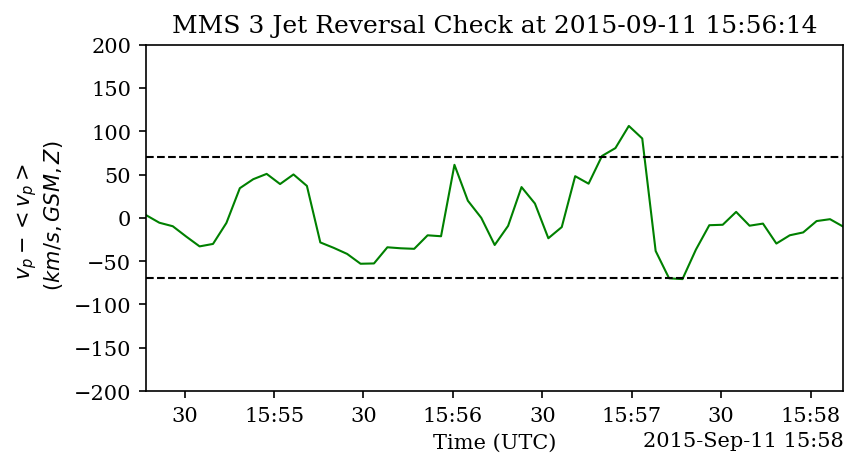 MMS 3 Jet Reversal Check at 2015-09-11 15:56:14
200
150
100
50
0
−50
−100
−150
−200
v_p − < v_p >
(km/s, GSM, Z)
30 15:55 30 15:56 30 15:57 30 15:58
Time (UTC)
2015-Sep-11 15:58